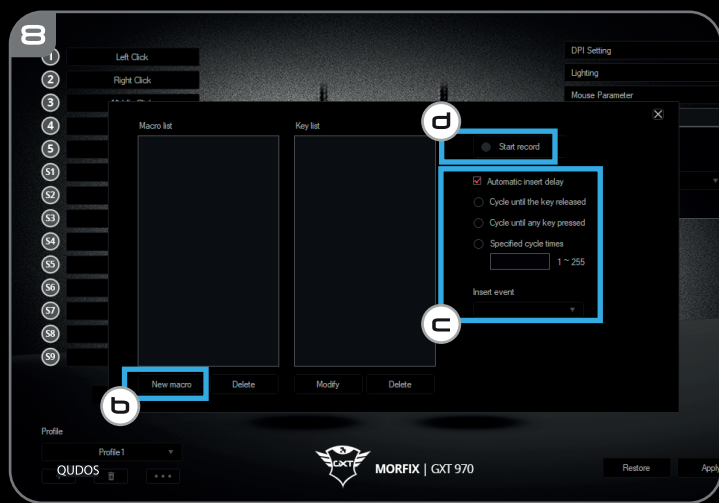 8
1 Left Click
2 Right Click
3
4
5
S1
S2
S3
S4
S5
S6
S7
S8
S9
DPI Setting
Lighting
Mouse Parameter
Macro list
Key list
d
Start record
Automatic insert delay
Cycle until the key released
Cycle until any key pressed
Specified cycle times
1 ~ 255
Insert event
c
New macro
Delete
Modify
Delete
b
Profile
Profile 1
QUDOS
GXT
MORFIX | GXT 970
Restore
Apply